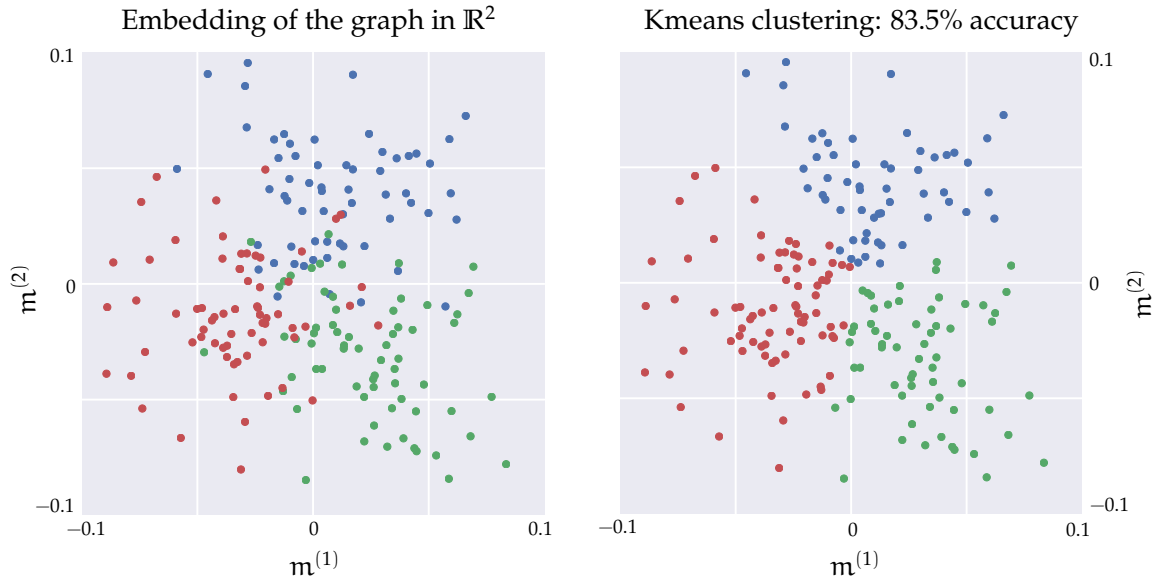 Embedding of the graph in ℝ²
Kmeans clustering: 83.5% accuracy
0.1
0
−0.1
m⁽²⁾
−0.1
0
0.1
m⁽¹⁾
−0.1
0
0.1
m⁽¹⁾
0.1
0
−0.1
m⁽²⁾